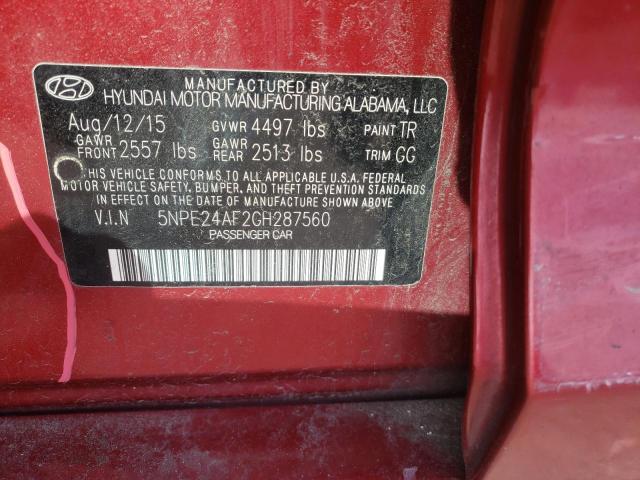 MANUFACTURED BY
HYUNDAI MOTOR MANUFACTURING ALABAMA, LLC
Aug/12/15 GVWR 4497 lbs PAINT TR
GAWR FRONT 2557 lbs GAWR REAR 2513 lbs TRIM GG
THIS VEHICLE CONFORMS TO ALL APPLICABLE U.S.A. FEDERAL
MOTOR VEHICLE SAFETY, BUMPER, AND THEFT PREVENTION STANDARDS
IN EFFECT ON THE DATE OF MANUFACTURE SHOWN ABOVE
V.I.N 5NPE24AF2GH287560
PASSENGER CAR